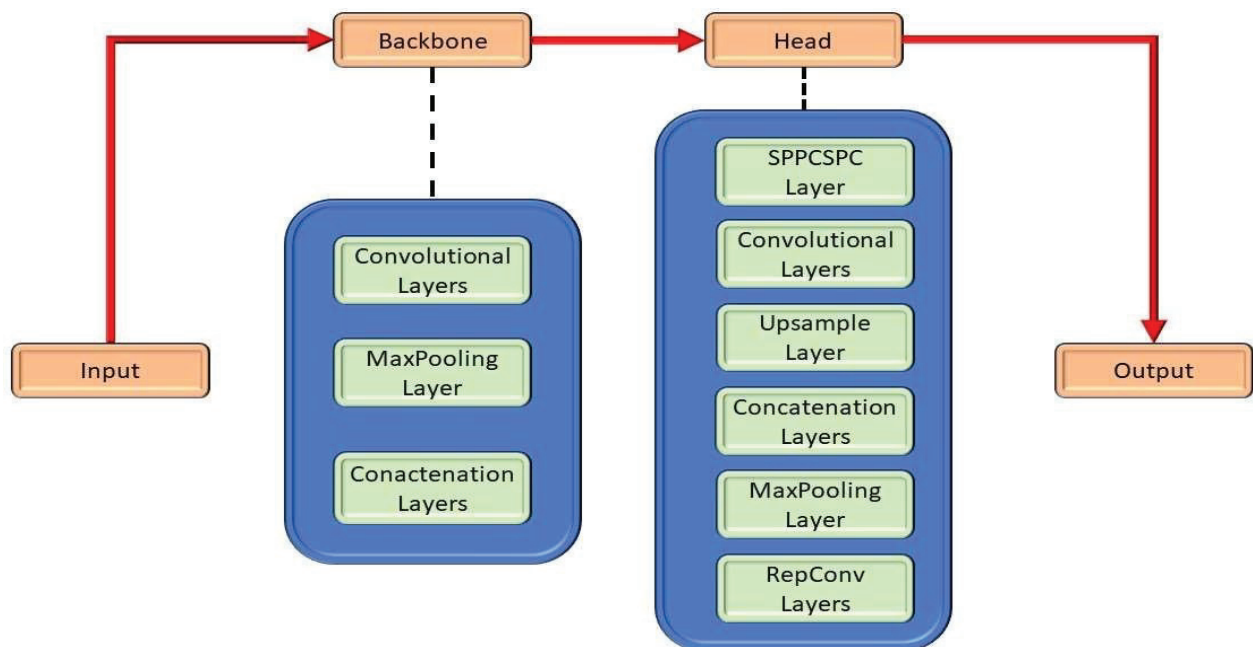 Backbone
Head
Input
Output
Convolutional
Layers
MaxPooling
Layer
Conactenation
Layers
SPPCSPC
Layer
Convolutional
Layers
Upsample
Layer
Concatenation
Layers
MaxPooling
Layer
RepConv
Layers